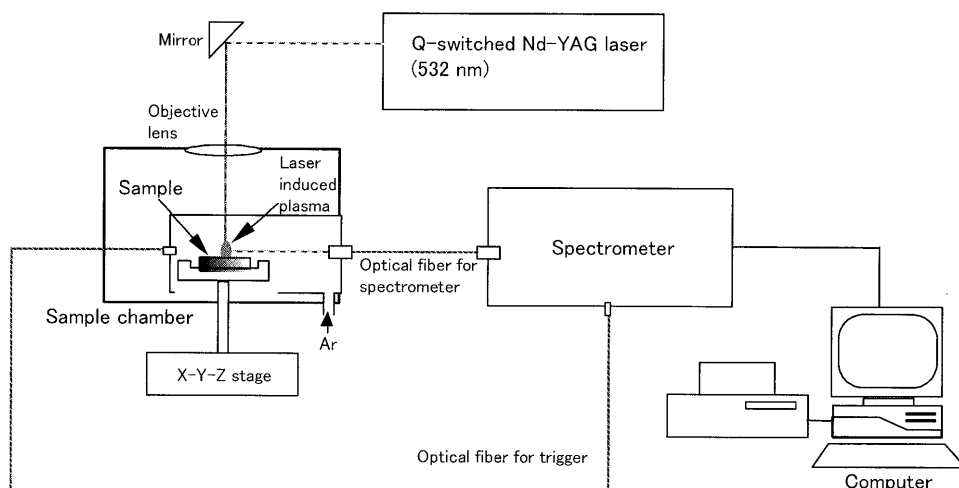 Mirror
Q-switched Nd-YAG laser
(532 nm)
Objective
lens
Laser
induced
plasma
Sample
Spectrometer
Optical fiber for
spectrometer
Sample chamber
Ar
X-Y-Z stage
Optical fiber for trigger
Computer